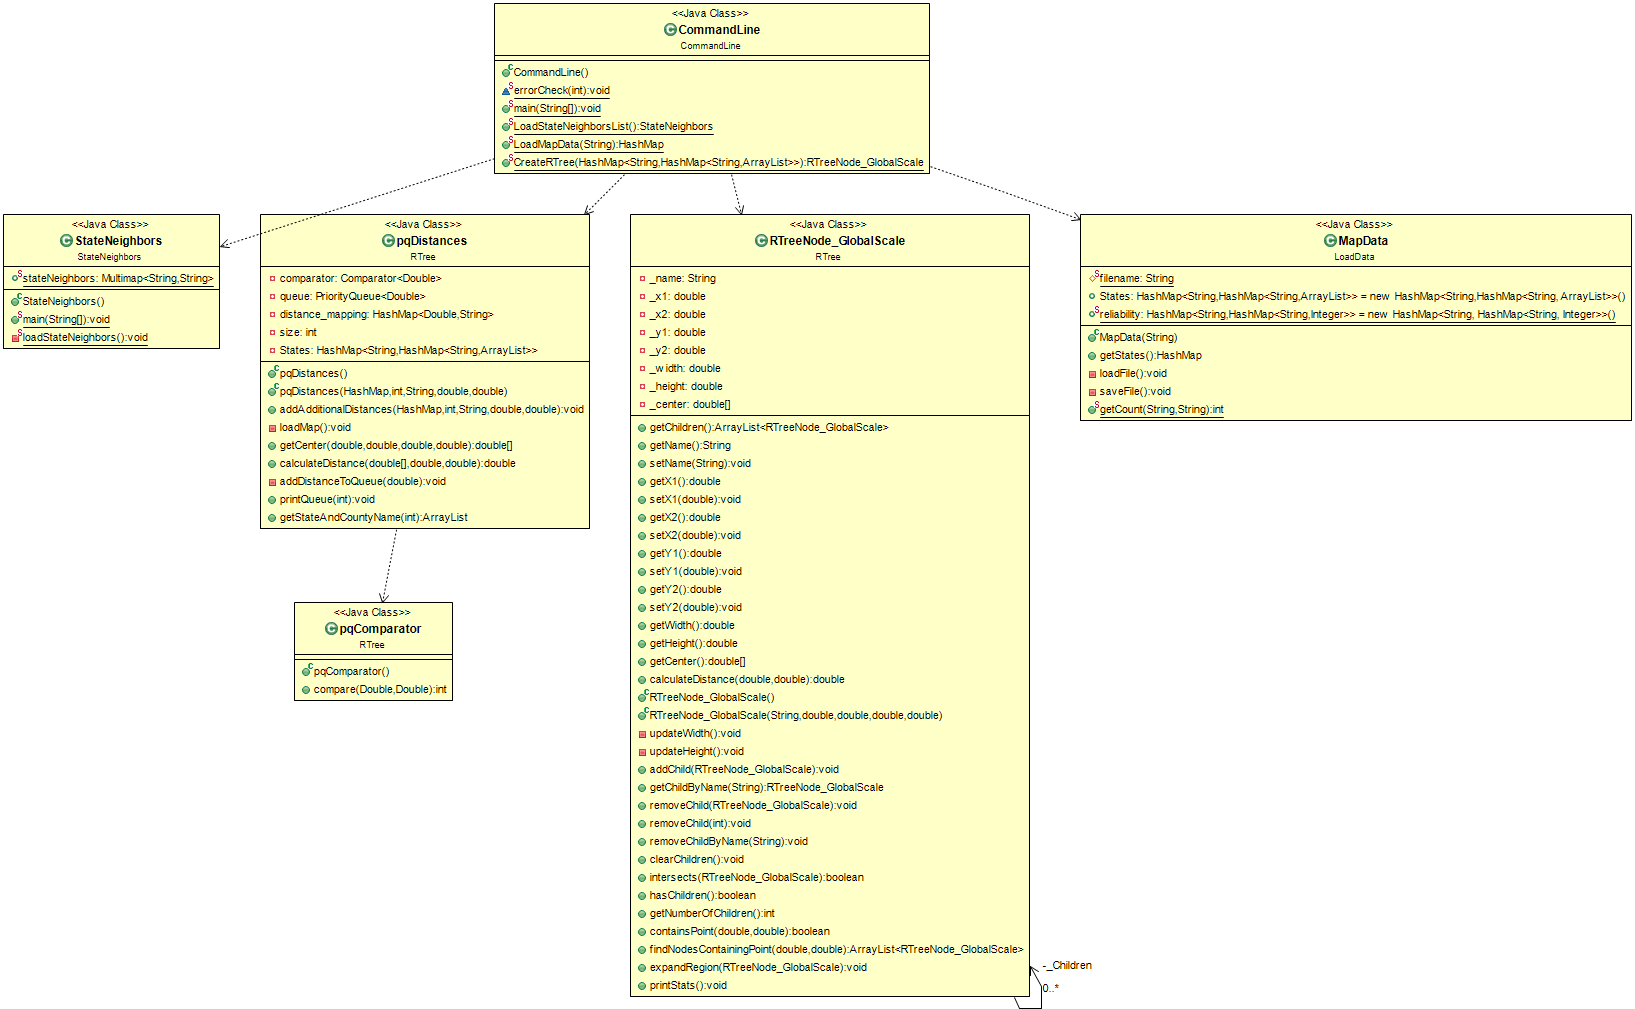 <<Java Class>>
CommandLine
CommandLine
CommandLine()
errorCheck(int):void
main(String[]):void
LoadStateNeighborsList():StateNeighbors
LoadMapData(String):HashMap
CreateRTree(HashMap<String,HashMap<String,ArrayList>>):RTreeNode_GlobalScale
<<Java Class>>
StateNeighbors
StateNeighbors
stateNeighbors: Multimap<String,String>
StateNeighbors()
main(String[]):void
loadStateNeighbors():void
<<Java Class>>
pqDistances
RTree
comparator: Comparator<Double>
queue: PriorityQueue<Double>
distance_mapping: HashMap<Double,String>
size: int
States: HashMap<String,HashMap<String,ArrayList>>
pqDistances()
pqDistances(HashMap,int,String,double,double)
addAdditionalDistances(HashMap,int,String,double,double):void
loadMap():void
getCenter(double,double,double,double):double[]
calculateDistance(double[],double,double):double
addDistanceToQueue(double):void
printQueue(int):void
getStateAndCountyName(int):ArrayList
<<Java Class>>
RTreeNode_GlobalScale
RTree
_name: String
_x1: double
_x2: double
_y1: double
_y2: double
_width: double
_height: double
_center: double[]
getChildren():ArrayList<RTreeNode_GlobalScale>
getName():String
setName(String):void
getX1():double
setX1(double):void
getX2():double
setX2(double):void
getY1():double
setY1(double):void
getY2():double
setY2(double):void
getWidth():double
getHeight():double
getCenter():double[]
calculateDistance(double,double):double
RTreeNode_GlobalScale()
RTreeNode_GlobalScale(String,double,double,double,double)
updateWidth():void
updateHeight():void
addChild(RTreeNode_GlobalScale):void
getChildByName(String):RTreeNode_GlobalScale
removeChild(RTreeNode_GlobalScale):void
removeChild(int):void
removeChildByName(String):void
clearChildren():void
intersects(RTreeNode_GlobalScale):boolean
hasChildren():boolean
getNumberOfChildren():int
containsPoint(double,double):boolean
findNodesContainingPoint(double,double):ArrayList<RTreeNode_GlobalScale>
expandRegion(RTreeNode_GlobalScale):void
printStats():void
-_Children
0..*
<<Java Class>>
MapData
LoadData
filename: String
States: HashMap<String,HashMap<String,ArrayList>> = new HashMap<String,HashMap<String, ArrayList>>()
reliability: HashMap<String,HashMap<String,Integer>> = new HashMap<String, HashMap<String, Integer>>()
MapData(String)
getStates():HashMap
loadFile():void
saveFile():void
getCount(String,String):int
<<Java Class>>
pqComparator
RTree
pqComparator()
compare(Double,Double):int